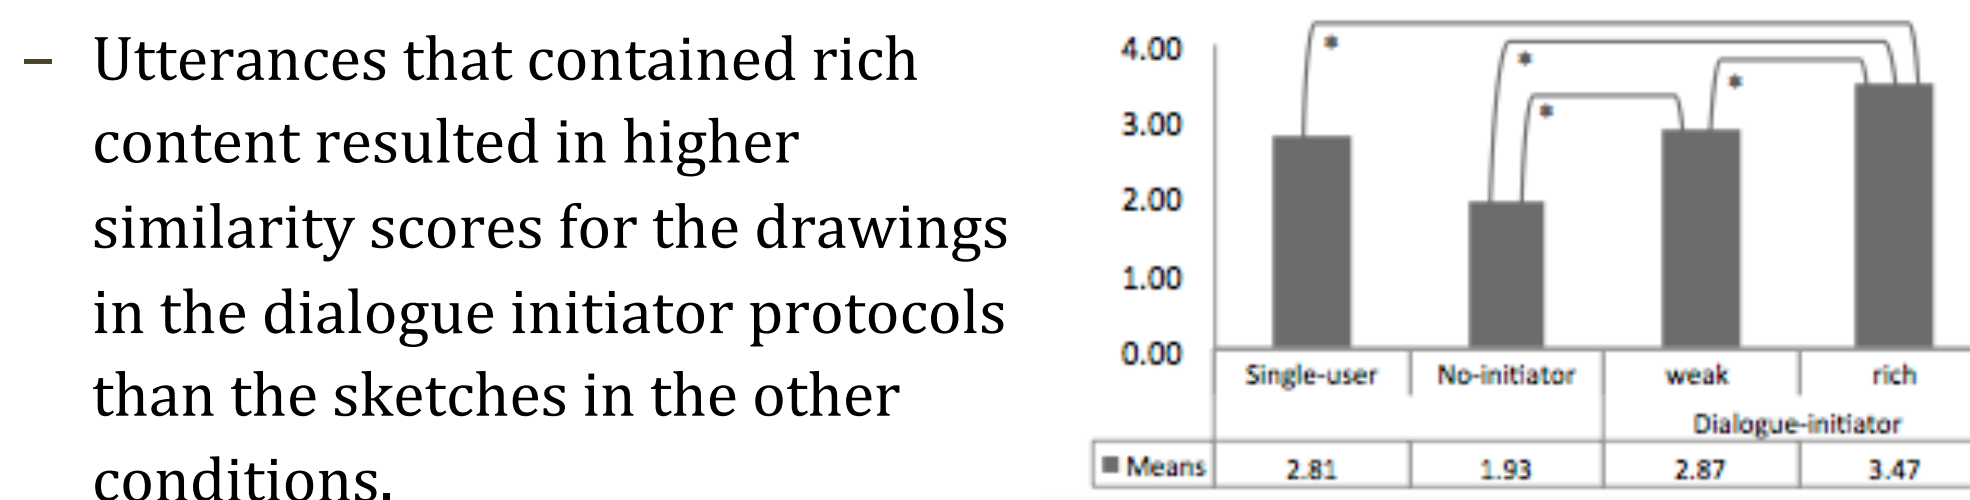 – Utterances that contained rich
content resulted in higher
similarity scores for the drawings
in the dialogue initiator protocols
than the sketches in the other
conditions.
4.00
3.00
2.00
1.00
0.00
* * * *
Single-user No-initiator weak rich
Dialogue-initiator
Means 2.81 1.93 2.87 3.47